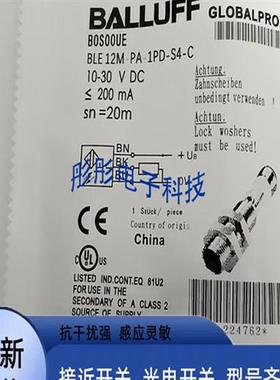 BALLUFF GLOBALPRO
BOS00UE
BLE 12M-PA-1PD-S4-C
10-30 V DC
≤ 200 mA
sn=20m
Achtung.
Zahnscheiben
unbedingt verwenden !
Lock washers
must be used!
BN
BK
+UB
0V
彤彤电子科技
CE
1 Stück/ piece
Country of origin
China
UL
LISTED IND.CONT.EQ 81U2
FOR USE IN THE
SECONDARY OF A CLASS 2
SOURCE OF SUPPLY
224762*
新
抗干扰强 感应灵敏
接近开关 光电开关 型号齐